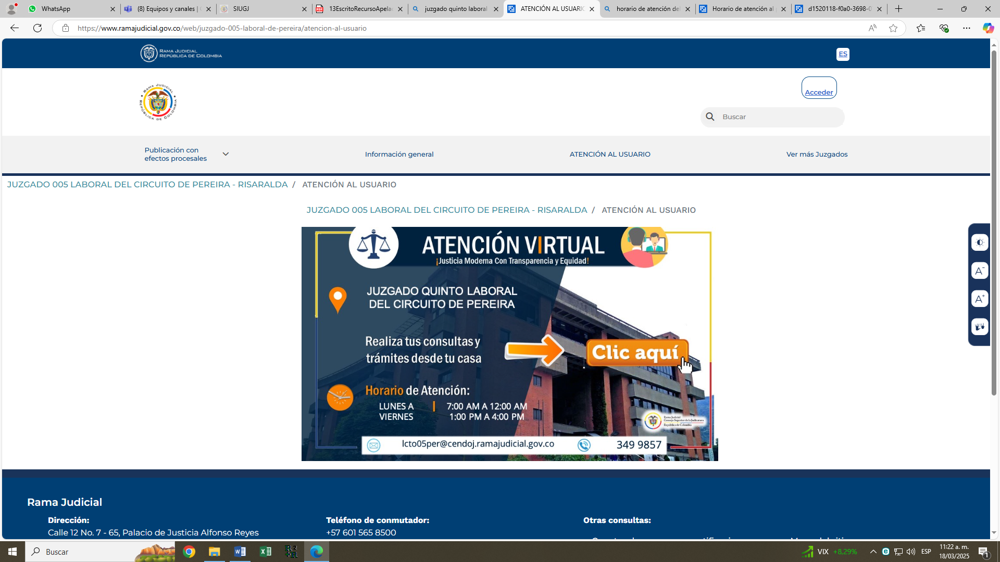 WhatsApp
(8) Equipos y canales |
SIUGJ
13EscritoRecursoApela
juzgado quinto laboral
ATENCIÓN AL USUARIO
horario de atención de
Horario de atención al
d1520118-f0a0-3698-0
https://www.ramajudicial.gov.co/web/juzgado-005-laboral-de-pereira/atencion-al-usuario
RAMA JUDICIAL
REPÚBLICA DE COLOMBIA
ES
RAMA JUDICIAL
REPÚBLICA DE COLOMBIA
Acceder
Buscar
Publicación con
efectos procesales
Información general
ATENCIÓN AL USUARIO
Ver más Juzgados
JUZGADO 005 LABORAL DEL CIRCUITO DE PEREIRA - RISARALDA / ATENCIÓN AL USUARIO
JUZGADO 005 LABORAL DEL CIRCUITO DE PEREIRA - RISARALDA / ATENCIÓN AL USUARIO
ATENCIÓN VIRTUAL
¡Justicia Moderna Con Transparencia y Equidad!
JUZGADO QUINTO LABORAL
DEL CIRCUITO DE PEREIRA
Realiza tus consultas y
trámites desde tu casa
Clic aquí
Horario de Atención:
LUNES A
VIERNES
7:00 AM A 12:00 AM
1:00 PM A 4:00 PM
Rama Judicial
Consejo Superior de la Judicatura
República de Colombia
lcto05per@cendoj.ramajudicial.gov.co
349 9857
A-
A+
Rama Judicial
Dirección:
Calle 12 No. 7 - 65, Palacio de Justicia Alfonso Reyes
Teléfono de conmutador:
+57 601 565 8500
Otras consultas:
Buscar
VIX +8,29%
ESP
11:22 a. m.
18/03/2025
1